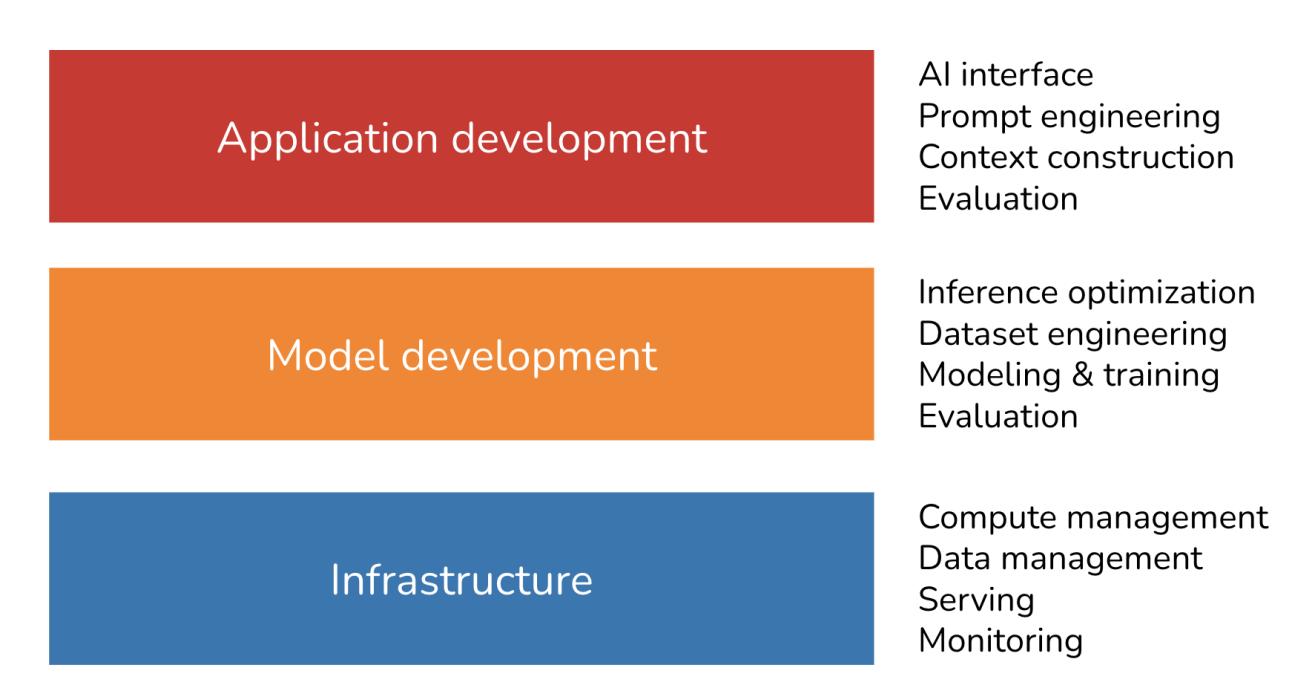 Application development
AI interface
Prompt engineering
Context construction
Evaluation
Model development
Inference optimization
Dataset engineering
Modeling & training
Evaluation
Infrastructure
Compute management
Data management
Serving
Monitoring